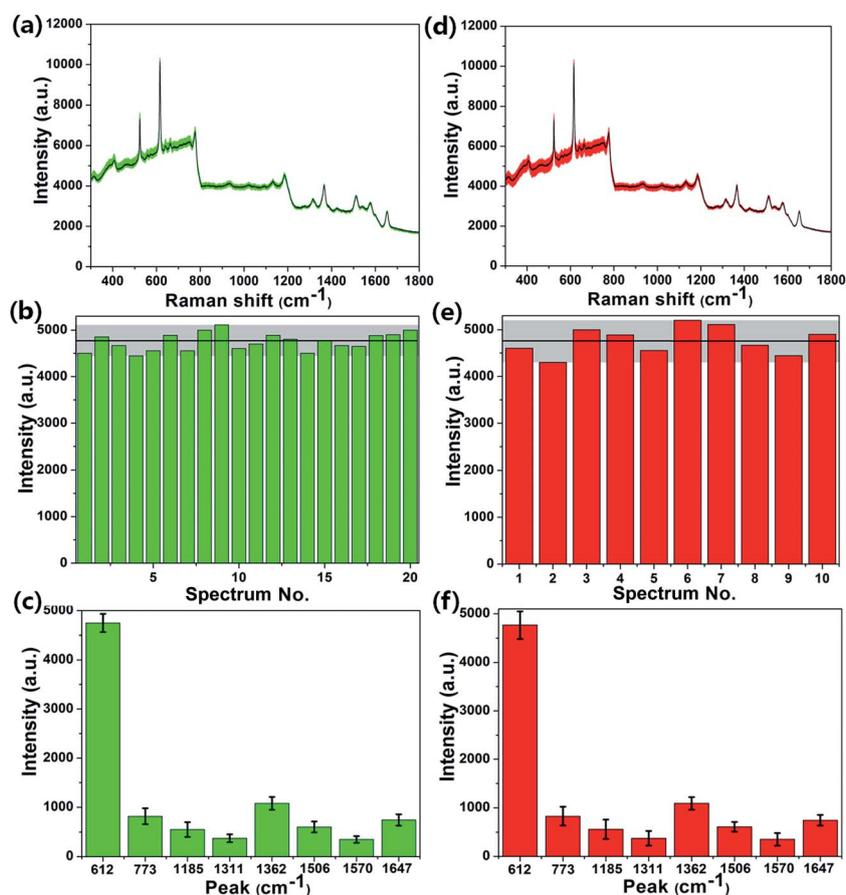 (a)
12000
10000
8000
6000
4000
2000
0
Intensity (a.u.)
400 600 800 1000 1200 1400 1600 1800
Raman shift (cm-1)
(d)
12000
10000
8000
6000
4000
2000
0
Intensity (a.u.)
400 600 800 1000 1200 1400 1600 1800
Raman shift (cm-1)
(b)
5000
4000
3000
2000
1000
0
Intensity (a.u.)
5 10 15 20
Spectrum No.
(e)
5000
4000
3000
2000
1000
0
Intensity (a.u.)
1 2 3 4 5 6 7 8 9 10
Spectrum No.
(c)
5000
4000
3000
2000
1000
0
Intensity (a.u.)
612 773 1185 1311 1362 1506 1570 1647
Peak (cm-1)
(f)
5000
4000
3000
2000
1000
0
Intensity (a.u.)
612 773 1185 1311 1362 1506 1570 1647
Peak (cm-1)